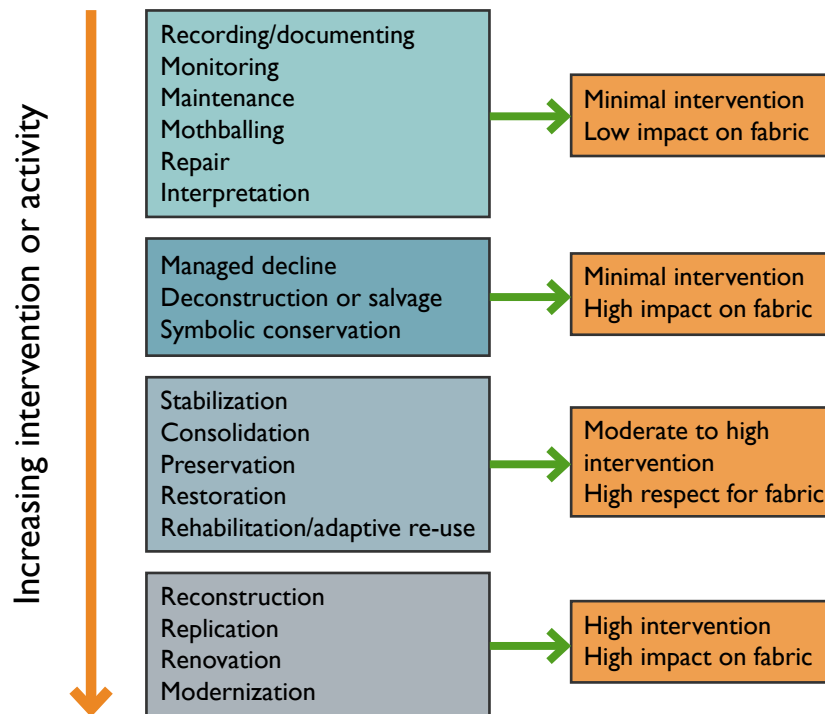 Increasing intervention or activity
Recording/documenting
Monitoring
Maintenance
Mothballing
Repair
Interpretation
Minimal intervention
Low impact on fabric
Managed decline
Deconstruction or salvage
Symbolic conservation
Minimal intervention
High impact on fabric
Stabilization
Consolidation
Preservation
Restoration
Rehabilitation/adaptive re-use
Moderate to high
intervention
High respect for fabric
Reconstruction
Replication
Renovation
Modernization
High intervention
High impact on fabric